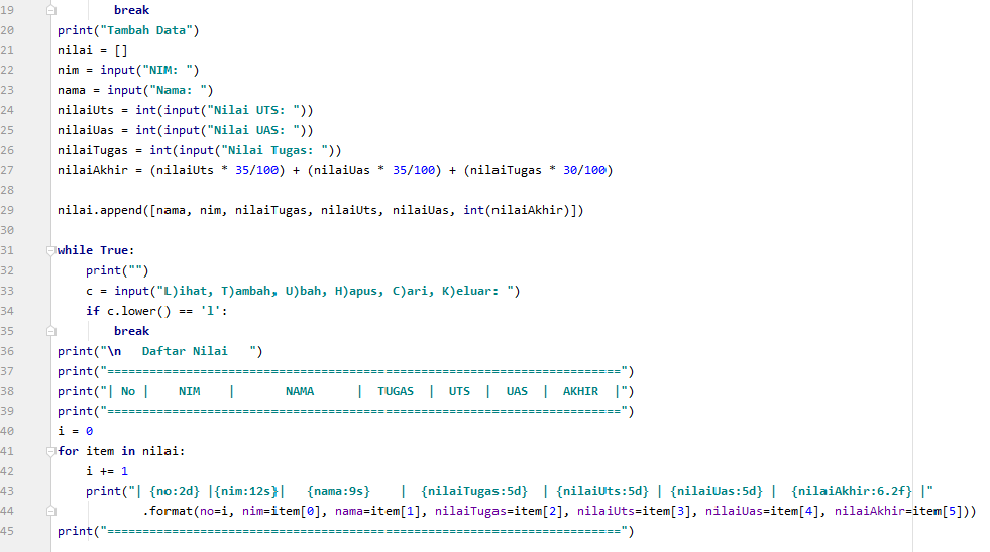 19 break
20 print("Tambah Data")
21 nilai = []
22 nim = input("NIM: ")
23 nama = input("Nama: ")
24 nilaiUts = int(input("Nilai UTS: "))
25 nilaiUas = int(input("Nilai UAS: "))
26 nilaiTugas = int(input("Nilai Tugas: "))
27 nilaiAkhir = (nilaiUts * 35/100) + (nilaiUas * 35/100) + (nilaiTugas * 30/100)
28
29 nilai.append([nama, nim, nilaiTugas, nilaiUts, nilaiUas, int(nilaiAkhir)])
30
31 while True:
32 print("")
33 c = input("L)ihat, T)ambah, U)bah, H)apus, C)ari, K)eluar: ")
34 if c.lower() == 'l':
35 break
36 print("\n   Daftar Nilai   ")
37 print("=========================================================================")
38 print("| No |    NIM    |       NAMA      |  TUGAS  |  UTS  |  UAS  |  AKHIR  |")
39 print("=========================================================================")
40 i = 0
41 for item in nilai:
42 i += 1
43 print("| {no:2d} |{nim:12s}|   {nama:9s}    |  {nilaiTugas:5d}  | {nilaiUts:5d} | {nilaiUas:5d} |  {nilaiAkhir:6.2f} |"
44 .format(no=i, nim=item[0], nama=item[1], nilaiTugas=item[2], nilaiUts=item[3], nilaiUas=item[4], nilaiAkhir=item[5]))
45 print("=========================================================================")